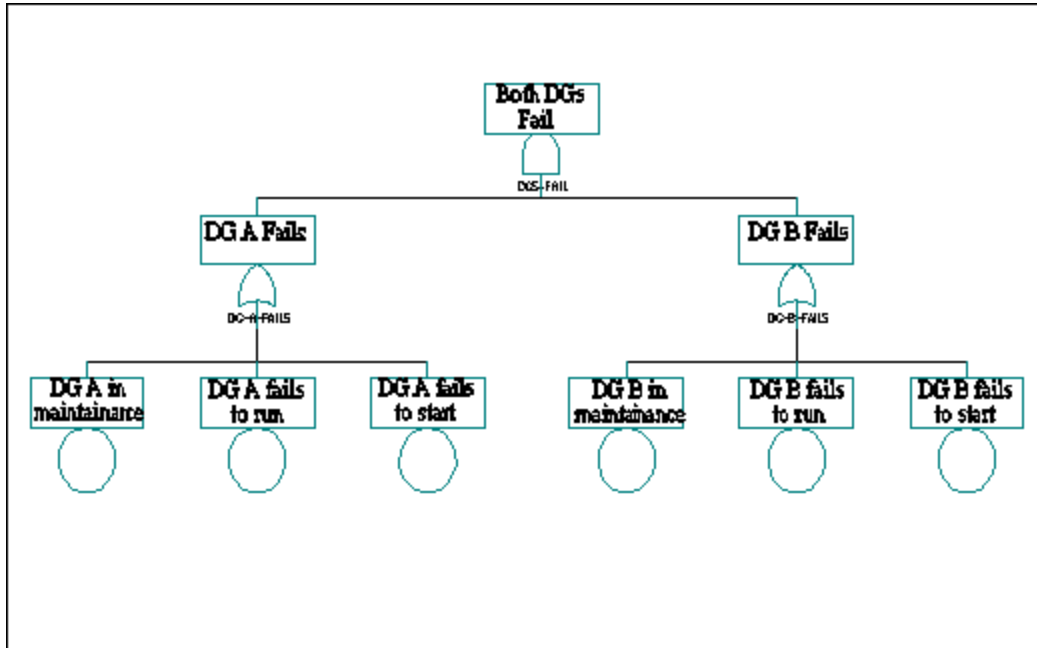 Both DGs
Fail
DGS-FAIL
DG A Fails
DG B Fails
DG-A-FAILS
DG-B-FAILS
DG A in
maintainance
DG A fails
to run
DG A fails
to start
DG B in
maintainance
DG B fails
to run
DG B fails
to start